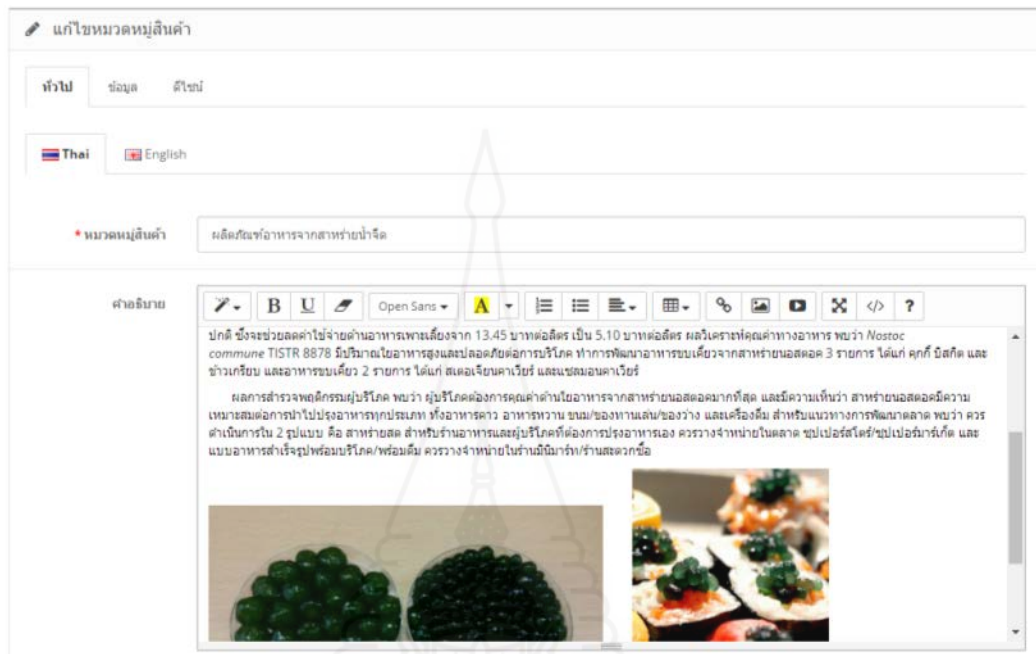 แก้ไขหมวดหมู่สินค้า
ทั่วไป ข้อมูล ดีไซน์
Thai English
* หมวดหมู่สินค้า ผลิตภัณฑ์อาหารจากสาหร่ายน้ำจืด
คำอธิบาย B U Open Sans A </> ?
ปกติ ซึ่งจะช่วยลดค่าใช้จ่ายด้านอาหารเพาะเลี้ยงจาก 13.45 บาทต่อลิตร เป็น 5.10 บาทต่อลิตร ผลวิเคราะห์คุณค่าทางอาหาร พบว่า Nostoc
commune TISTR 8878 มีปริมาณใยอาหารสูงและปลอดภัยต่อการบริโภค ทำการพัฒนาอาหารขบเคี้ยวจากสาหร่ายนอสตอค 3 รายการ ได้แก่ คุกกี้ บิสกิต และ
ข้าวเกรียบ และอาหารขบเคี้ยว 2 รายการ ได้แก่ สเตอเจียนคาเวียร์ และแซลมอนคาเวียร์
ผลการสำรวจพฤติกรรมผู้บริโภค พบว่า ผู้บริโภคต้องการคุณค่าด้านใยอาหารจากสาหร่ายนอสตอคมากที่สุด และมีความเห็นว่า สาหร่ายนอสตอคมีความ
เหมาะสมต่อการนำไปปรุงอาหารทุกประเภท ทั้งอาหารคาว อาหารหวาน ขนม/ของทานเล่น/ของว่าง และเครื่องดื่ม สำหรับแนวทางการพัฒนาตลาด พบว่า ควร
ดำเนินการใน 2 รูปแบบ คือ สาหร่ายสด สำหรับร้านอาหารและผู้บริโภคที่ต้องการปรุงอาหารเอง ควรวางจำหน่ายในตลาด ซุปเปอร์สโตร์/ซุปเปอร์มาร์เก็ต และ
แบบอาหารสำเร็จรูปพร้อมบริโภค/พร้อมดื่ม ควรวางจำหน่ายในร้านมินิมาร์ท/ร้านสะดวกซื้อ